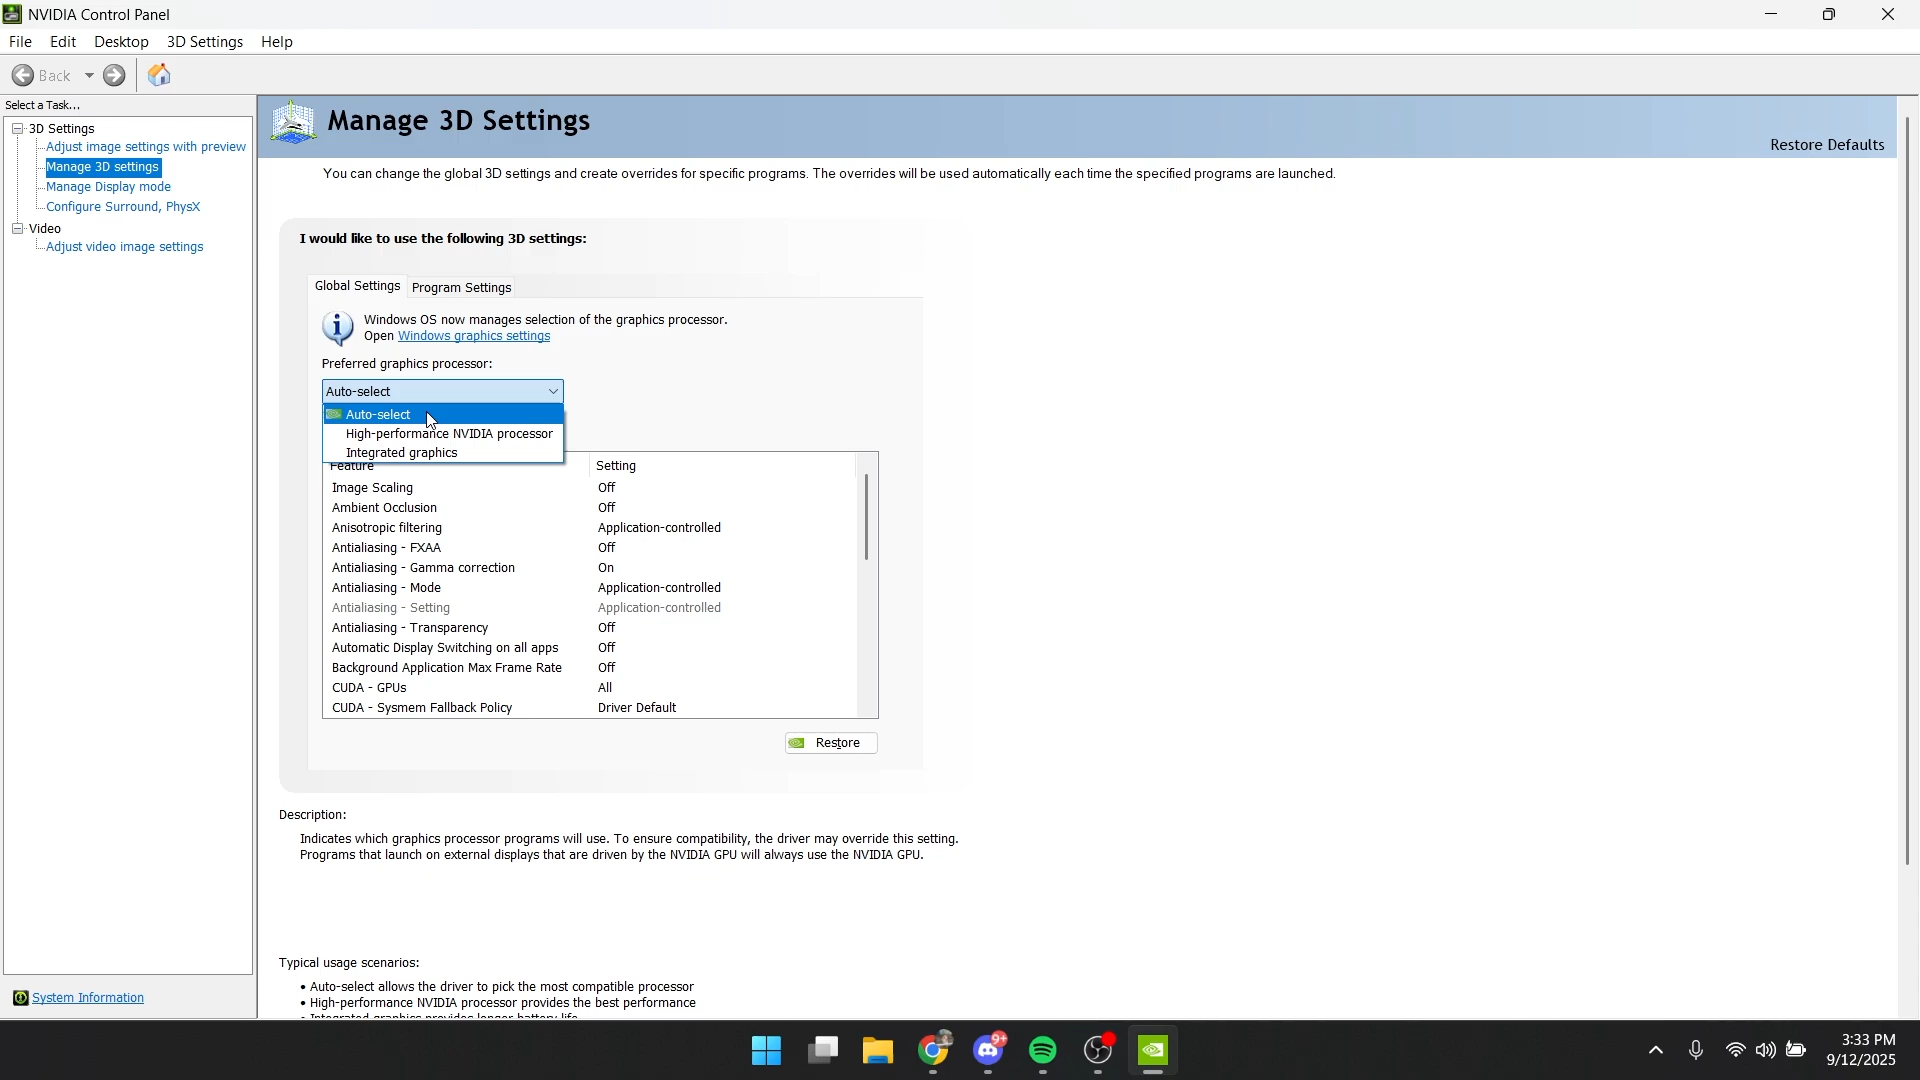 NVIDIA Control Panel
File Edit Desktop 3D Settings Help
Back
Select a Task...
3D Settings
Adjust image settings with preview
Manage 3D settings
Manage Display mode
Configure Surround, PhysX
Video
Adjust video image settings
System Information
Manage 3D Settings
Restore Defaults
You can change the global 3D settings and create overrides for specific programs. The overrides will be used automatically each time the specified programs are launched.
I would like to use the following 3D settings:
Global Settings Program Settings
Windows OS now manages selection of the graphics processor.
Open Windows graphics settings
Preferred graphics processor:
Auto-select
Auto-select
High-performance NVIDIA processor
Integrated graphics
Feature Setting
Image Scaling Off
Ambient Occlusion Off
Anisotropic filtering Application-controlled
Antialiasing - FXAA Off
Antialiasing - Gamma correction On
Antialiasing - Mode Application-controlled
Antialiasing - Setting Application-controlled
Antialiasing - Transparency Off
Automatic Display Switching on all apps Off
Background Application Max Frame Rate Off
CUDA - GPUs All
CUDA - Sysmem Fallback Policy Driver Default
Restore
Description:
Indicates which graphics processor programs will use. To ensure compatibility, the driver may override this setting.
Programs that launch on external displays that are driven by the NVIDIA GPU will always use the NVIDIA GPU.
Typical usage scenarios:
• Auto-select allows the driver to pick the most compatible processor
• High-performance NVIDIA processor provides the best performance
• Integrated graphics provides longer battery life
9+
3:33 PM
9/12/2025